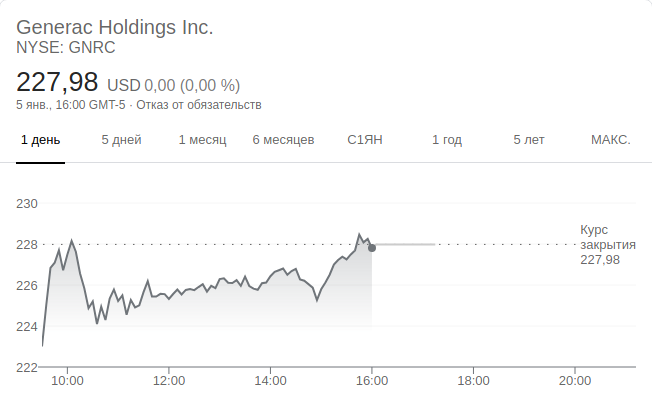 Generac Holdings Inc.
NYSE: GNRC
227,98 USD 0,00 (0,00 %)
5 янв., 16:00 GMT-5 · Отказ от обязательств
1 день 5 дней 1 месяц 6 месяцев С1ЯН 1 год 5 лет МАКС.
230
228
226
224
222
Курс
закрытия
227,98
10:00 12:00 14:00 16:00 18:00 20:00